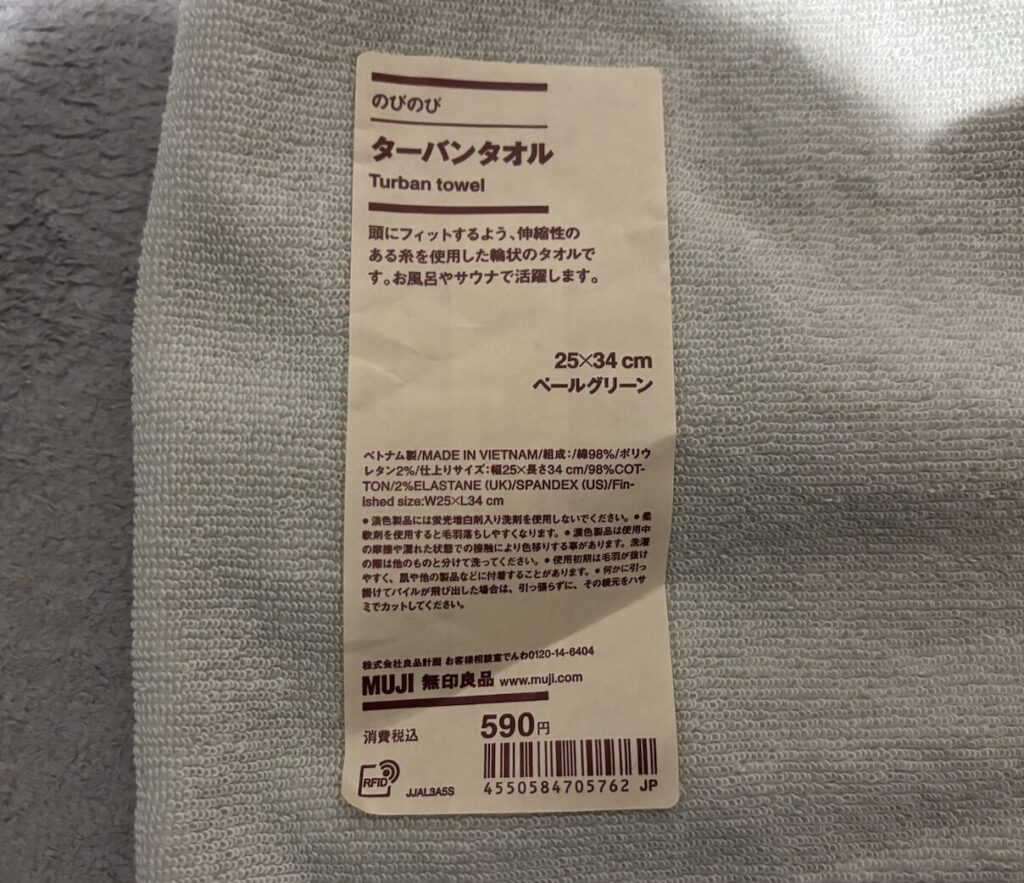 のびのび
ターバンタオル
Turban towel
頭にフィットするよう、伸縮性の
ある糸を使用した輪状のタオルで
す。お風呂やサウナで活躍します。
25×34 cm
ペールグリーン
ベトナム製/MADE IN VIETNAM/組成:/綿98%/ポリウ
レタン2%/仕上りサイズ:幅25×長さ34 cm/98%COT-
TON/2%ELASTANE (UK)/SPANDEX (US)/Fin-
ished size:W25×L34 cm
●淡色製品には蛍光増白剤入り洗剤を使用しないでください。●柔
軟剤を使用すると毛羽落ちしやすくなります。●濃色製品は使用中
の摩擦や濡れた状態での接触により色移りする事があります。洗濯
の際は他のものと分けて洗ってください。●使用初期は毛羽が抜け
やすく、肌や他の製品などに付着することがあります。●何かに引っ
掛けてパイルが飛び出した場合は、引っ張らずに、その根元をハサ
ミでカットしてください。
株式会社良品計画 お客様相談室でんわ0120-14-6404
MUJI 無印良品 www.muji.com
消費税込 590円
RFID JJAL3A5S 4550584705762 JP